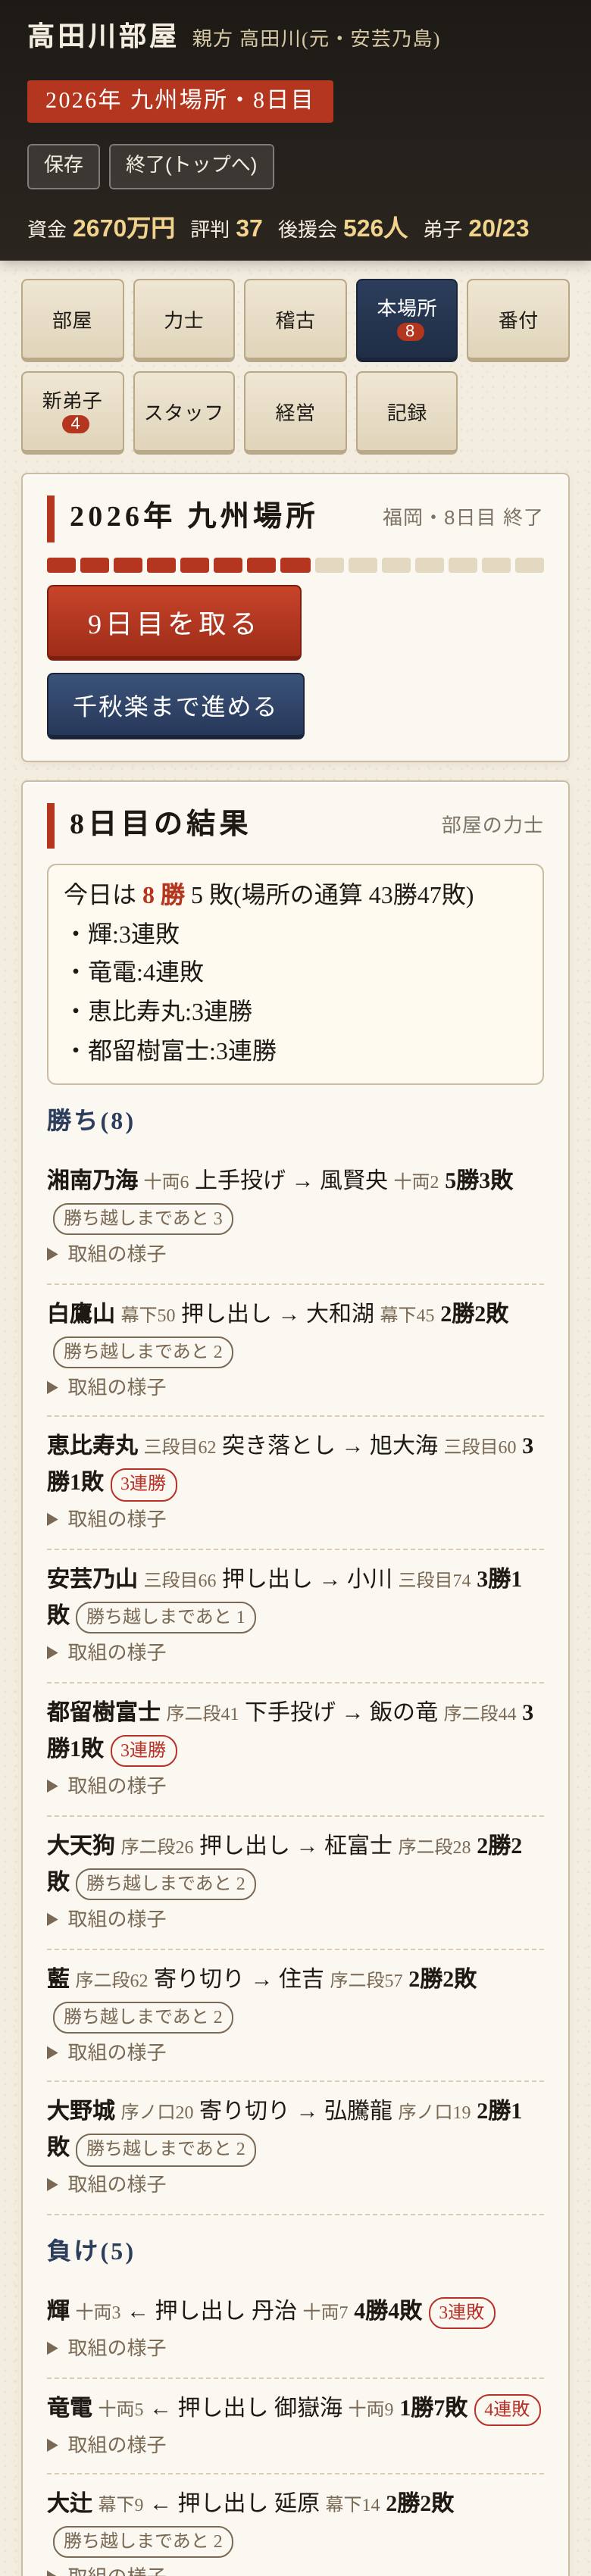 高田川部屋 親方 高田川(元・安芸乃島)
2026年 九州場所・8日目
保存 終了(トップへ)
資金 2670万円 評判 37 後援会 526人 弟子 20/23
部屋 力士 稽古 本場所 8 番付
新弟子 4 スタッフ 経営 記録
2026年 九州場所 福岡・8日目 終了
9日目を取る
千秋楽まで進める
8日目の結果 部屋の力士
今日は 8 勝 5 敗(場所の通算 43勝47敗)
・輝:3連敗
・竜電:4連敗
・恵比寿丸:3連勝
・都留樹富士:3連勝
勝ち(8)
湘南乃海 十両6 上手投げ → 風賢央 十両2 5勝3敗
勝ち越しまであと 3
▶ 取組の様子
白鷹山 幕下50 押し出し → 大和湖 幕下45 2勝2敗
勝ち越しまであと 2
▶ 取組の様子
恵比寿丸 三段目62 突き落とし → 旭大海 三段目60 3
勝1敗 3連勝
▶ 取組の様子
安芸乃山 三段目66 押し出し → 小川 三段目74 3勝1
敗 勝ち越しまであと 1
▶ 取組の様子
都留樹富士 序二段41 下手投げ → 飯の竜 序二段44 3
勝1敗 3連勝
▶ 取組の様子
大天狗 序二段26 押し出し → 柾富士 序二段28 2勝2
敗 勝ち越しまであと 2
▶ 取組の様子
藍 序二段62 寄り切り → 住吉 序二段57 2勝2敗
勝ち越しまであと 2
▶ 取組の様子
大野城 序ノ口20 寄り切り → 弘騰龍 序ノ口19 2勝1
敗 勝ち越しまであと 2
▶ 取組の様子
負け(5)
輝 十両3 ← 押し出し 丹治 十両7 4勝4敗 3連敗
▶ 取組の様子
竜電 十両5 ← 押し出し 御嶽海 十両9 1勝7敗 4連敗
▶ 取組の様子
大辻 幕下9 ← 押し出し 延原 幕下14 2勝2敗
勝ち越しまであと 2
▶ 取組の様子